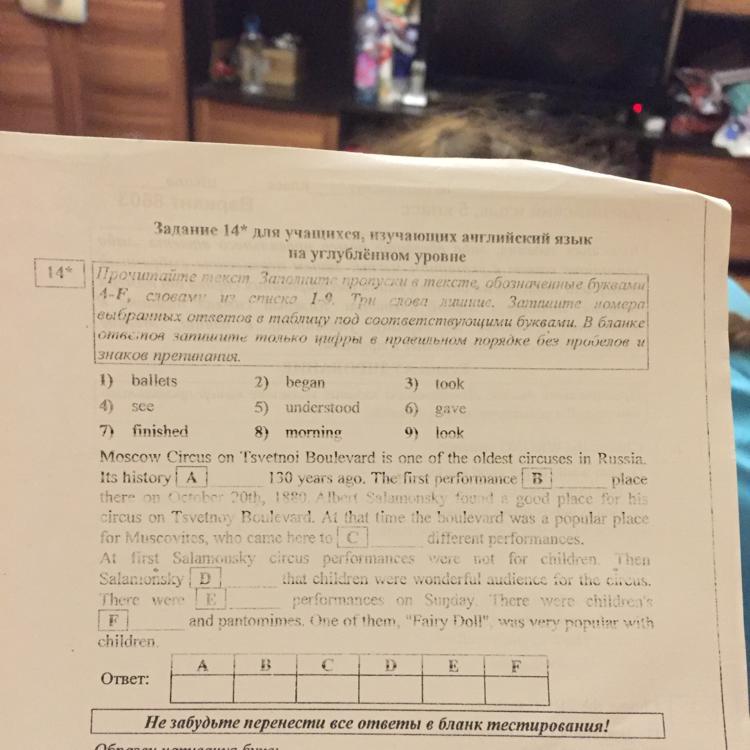 Задание 14* для учащихся, изучающих английский язык
на углублённом уровне
14*
Прочитайте текст. Заполните пропуски в тексте, обозначенные буквами
A–F, словами из списка 1–9. Три слова лишние. Запишите номера
выбранных ответов в таблицу под соответствующими буквами. В бланке
ответов запишите только цифры в правильном порядке без пробелов и
знаков препинания.
1) ballets 2) began 3) took
4) see 5) understood 6) gave
7) finished 8) morning 9) look
Moscow Circus on Tsvetnoi Boulevard is one of the oldest circuses in Russia.
Its history A ______ 130 years ago. The first performance B ______ place
there on October 20th, 1880. Albert Salamonsky found a good place for his
circus on Tsvetnoy Boulevard. At that time the boulevard was a popular place
for Muscovites, who came here to C ______ different performances.
At first Salamonsky circus performances were not for children. Then
Salamonsky D ______ that children were wonderful audience for the circus.
There were E ______ performances on Sunday. There were children's
F ______ and pantomimes. One of them, "Fairy Doll", was very popular with
children.
A B C D E F
Ответ:
Не забудьте перенести все ответы в бланк тестирования!